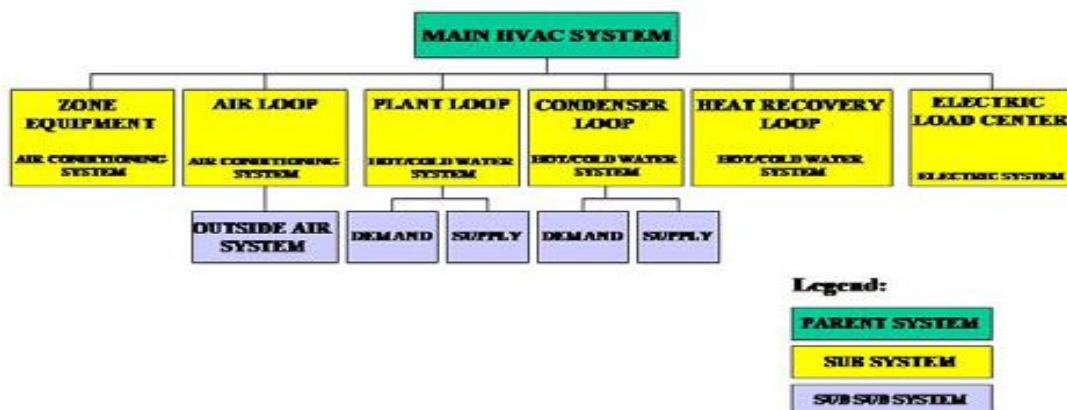 MAIN HVAC SYSTEM
ZONE
EQUIPMENT
AIR CONDITIONING
SYSTEM
AIR LOOP
AIR CONDITIONING
SYSTEM
PLANT LOOP
HOT/COLD WATER
SYSTEM
CONDENSER
LOOP
HOT/COLD WATER
SYSTEM
HEAT RECOVERY
LOOP
HOT/COLD WATER
SYSTEM
ELECTRIC
LOAD CENTER
ELECTRIC SYSTEM
OUTSIDE AIR
SYSTEM
DEMAND
SUPPLY
DEMAND
SUPPLY
Legend:
PARENT SYSTEM
SUB SYSTEM
SUB SUB SYSTEM